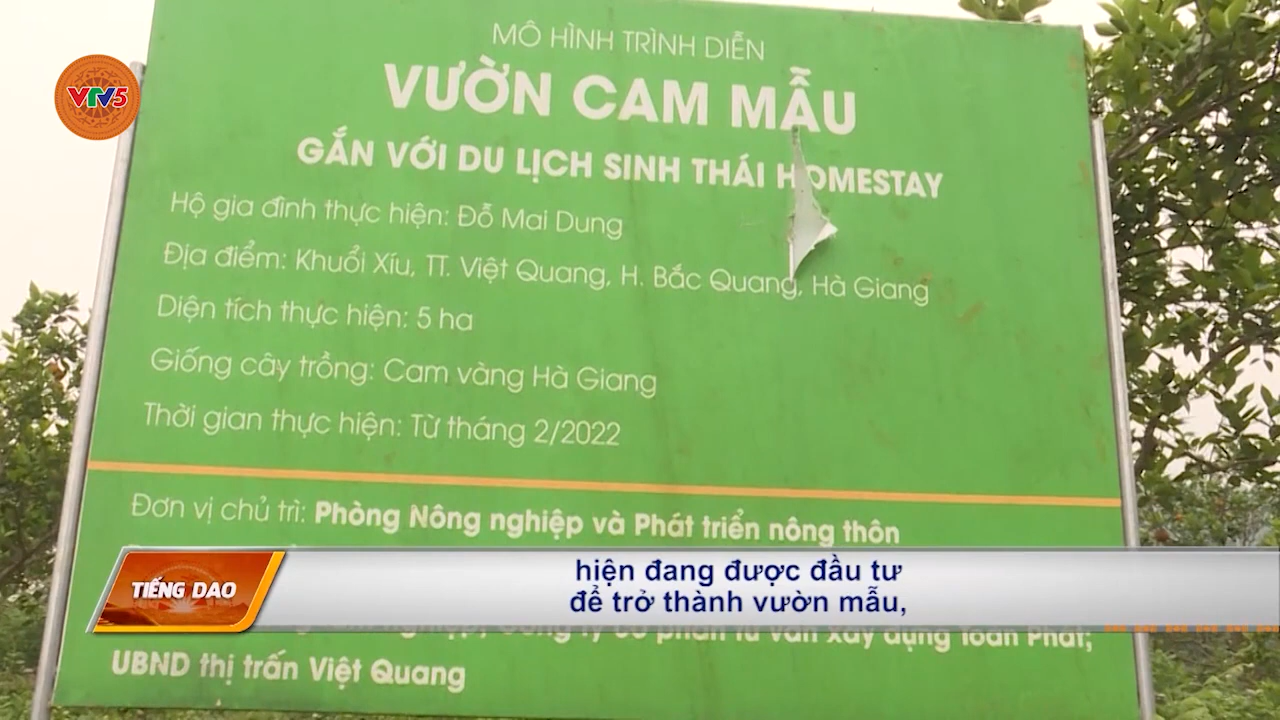 VTV5
MÔ HÌNH TRÌNH DIỄN
VƯỜN CAM MẪU
GẮN VỚI DU LỊCH SINH THÁI HOMESTAY
Hộ gia đình thực hiện: Đỗ Mai Dung
Địa điểm: Khuổi Xíu, TT. Việt Quang, H. Bắc Quang, Hà Giang
Diện tích thực hiện: 5 ha
Giống cây trồng: Cam vàng Hà Giang
Thời gian thực hiện: Từ tháng 2/2022
Đơn vị chủ trì: Phòng Nông nghiệp và Phát triển nông thôn
TIẾNG DAO
hiện đang được đầu tư
để trở thành vườn mẫu,
UBND thị trấn Việt Quang